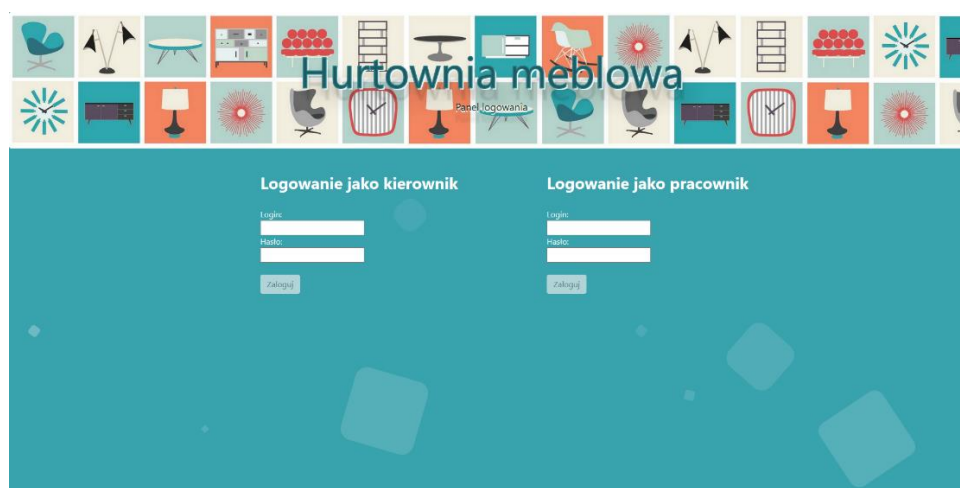 Hurtownia meblowa
Panel logowania
Logowanie jako kierownik
Login:
Hasło:
Zaloguj
Logowanie jako pracownik
Login:
Hasło:
Zaloguj